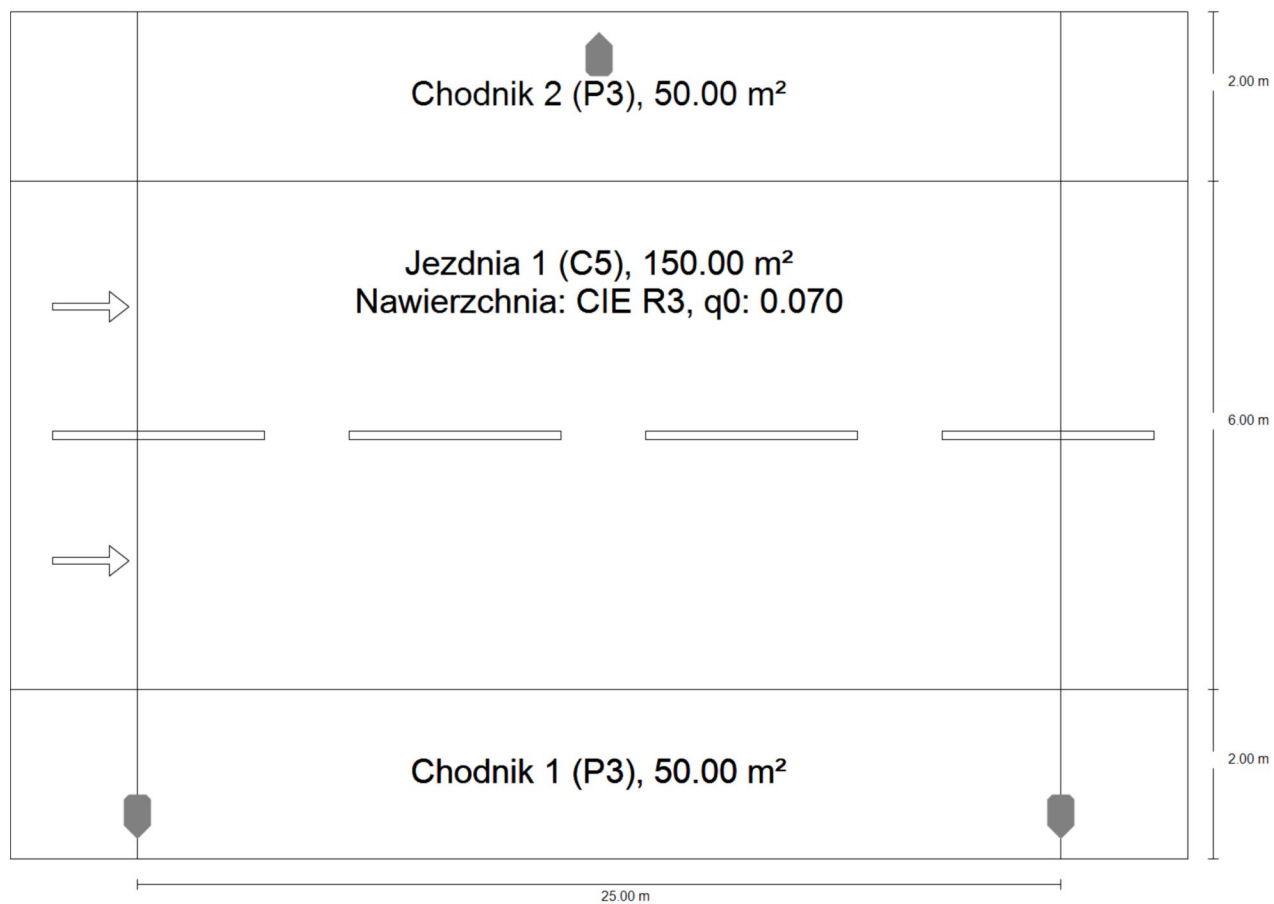 Chodnik 2 (P3), 50.00 m²
2.00 m
Jezdnia 1 (C5), 150.00 m²
Nawierzchnia: CIE R3, q0: 0.070
6.00 m
Chodnik 1 (P3), 50.00 m²
2.00 m
25.00 m